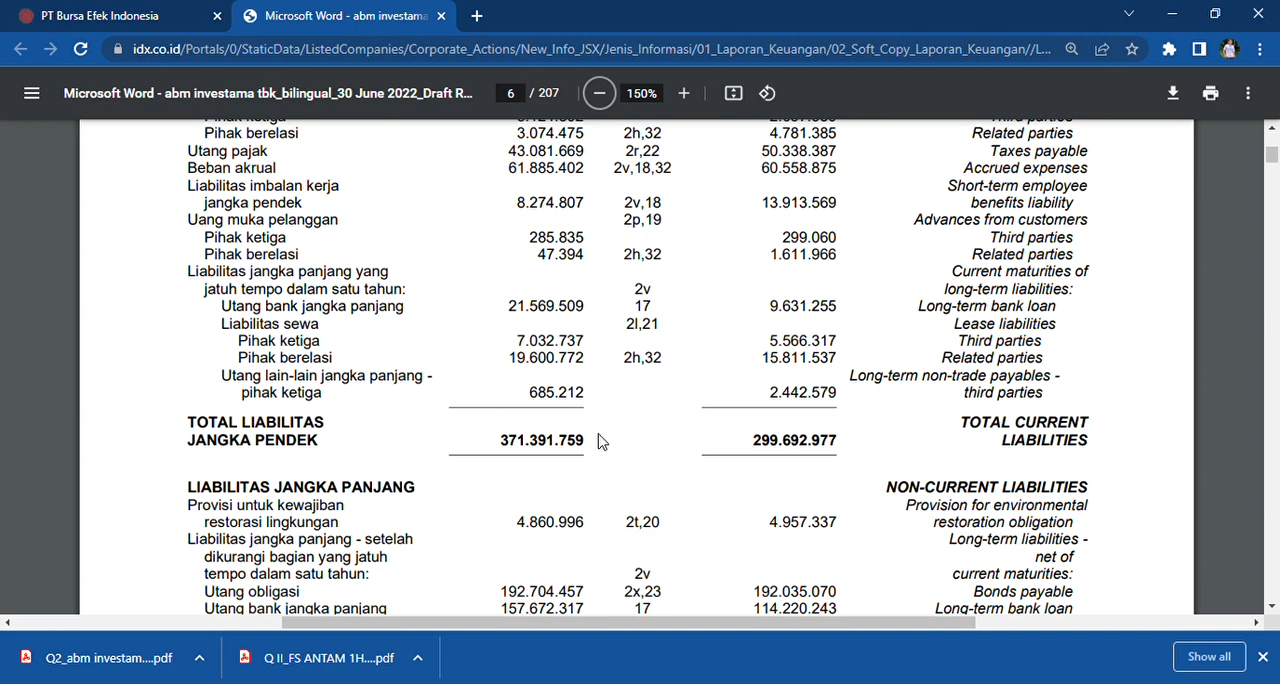 PT Bursa Efek Indonesia
Microsoft Word - abm investama
idx.co.id/Portals/0/StaticData/ListedCompanies/Corporate_Actions/New_Info_JSX/Jenis_Informasi/01_Laporan_Keuangan/02_Soft_Copy_Laporan_Keuangan//L...
Microsoft Word - abm investama tbk_bilingual_30 June 2022_Draft R... 6 / 207 150%
Pihak berelasi 3.074.475 2h,32 4.781.385 Related parties
Utang pajak 43.081.669 2r,22 50.338.387 Taxes payable
Beban akrual 61.885.402 2v,18,32 60.558.875 Accrued expenses
Liabilitas imbalan kerja Short-term employee
jangka pendek 8.274.807 2v,18 13.913.569 benefits liability
Uang muka pelanggan 2p,19 Advances from customers
Pihak ketiga 285.835 299.060 Third parties
Pihak berelasi 47.394 2h,32 1.611.966 Related parties
Liabilitas jangka panjang yang Current maturities of
jatuh tempo dalam satu tahun: 2v long-term liabilities:
Utang bank jangka panjang 21.569.509 17 9.631.255 Long-term bank loan
Liabilitas sewa 2l,21 Lease liabilities
Pihak ketiga 7.032.737 5.566.317 Third parties
Pihak berelasi 19.600.772 2h,32 15.811.537 Related parties
Utang lain-lain jangka panjang - Long-term non-trade payables -
pihak ketiga 685.212 2.442.579 third parties
TOTAL LIABILITAS TOTAL CURRENT
JANGKA PENDEK 371.391.759 299.692.977 LIABILITIES
LIABILITAS JANGKA PANJANG NON-CURRENT LIABILITIES
Provisi untuk kewajiban Provision for environmental
restorasi lingkungan 4.860.996 2t,20 4.957.337 restoration obligation
Liabilitas jangka panjang - setelah Long-term liabilities -
dikurangi bagian yang jatuh net of
tempo dalam satu tahun: 2v current maturities:
Utang obligasi 192.704.457 2x,23 192.035.070 Bonds payable
Utang bank jangka panjang 157.672.317 17 114.220.243 Long-term bank loan
Q2_abm investam....pdf
Q II_FS ANTAM 1H....pdf
Show all